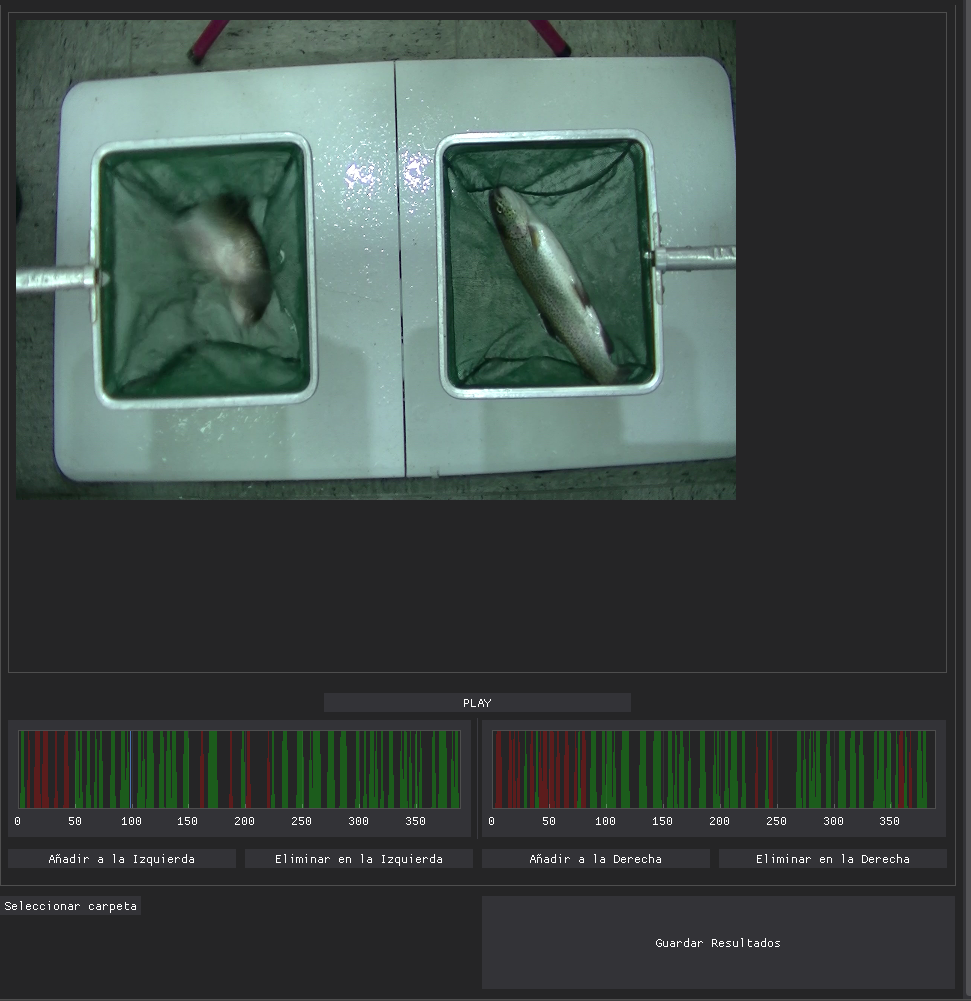 PLAY
0 50 100 150 200 250 300 350
0 50 100 150 200 250 300 350
Añadir a la Izquierda
Eliminar en la Izquierda
Añadir a la Derecha
Eliminar en la Derecha
Seleccionar carpeta
Guardar Resultados